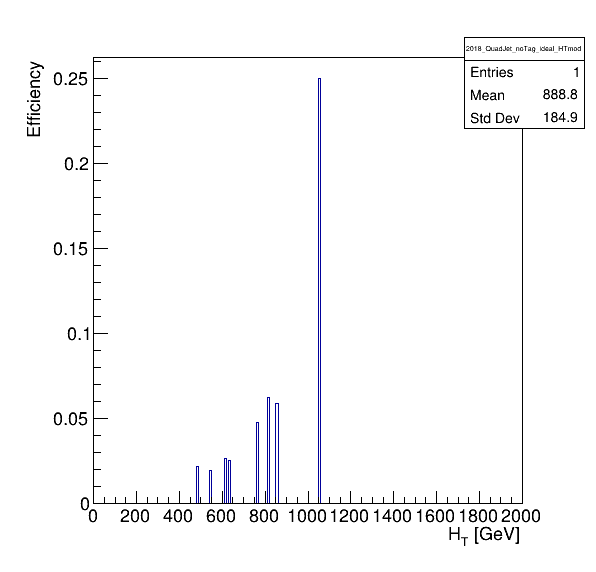 2018_QuadJet_noTag_ideal_HTmod
Entries 1
Mean 888.8
Std Dev 184.9
Efficiency
0.25
0.2
0.15
0.1
0.05
0
0 200 400 600 800 1000 1200 1400 1600 1800 2000
H_T [GeV]